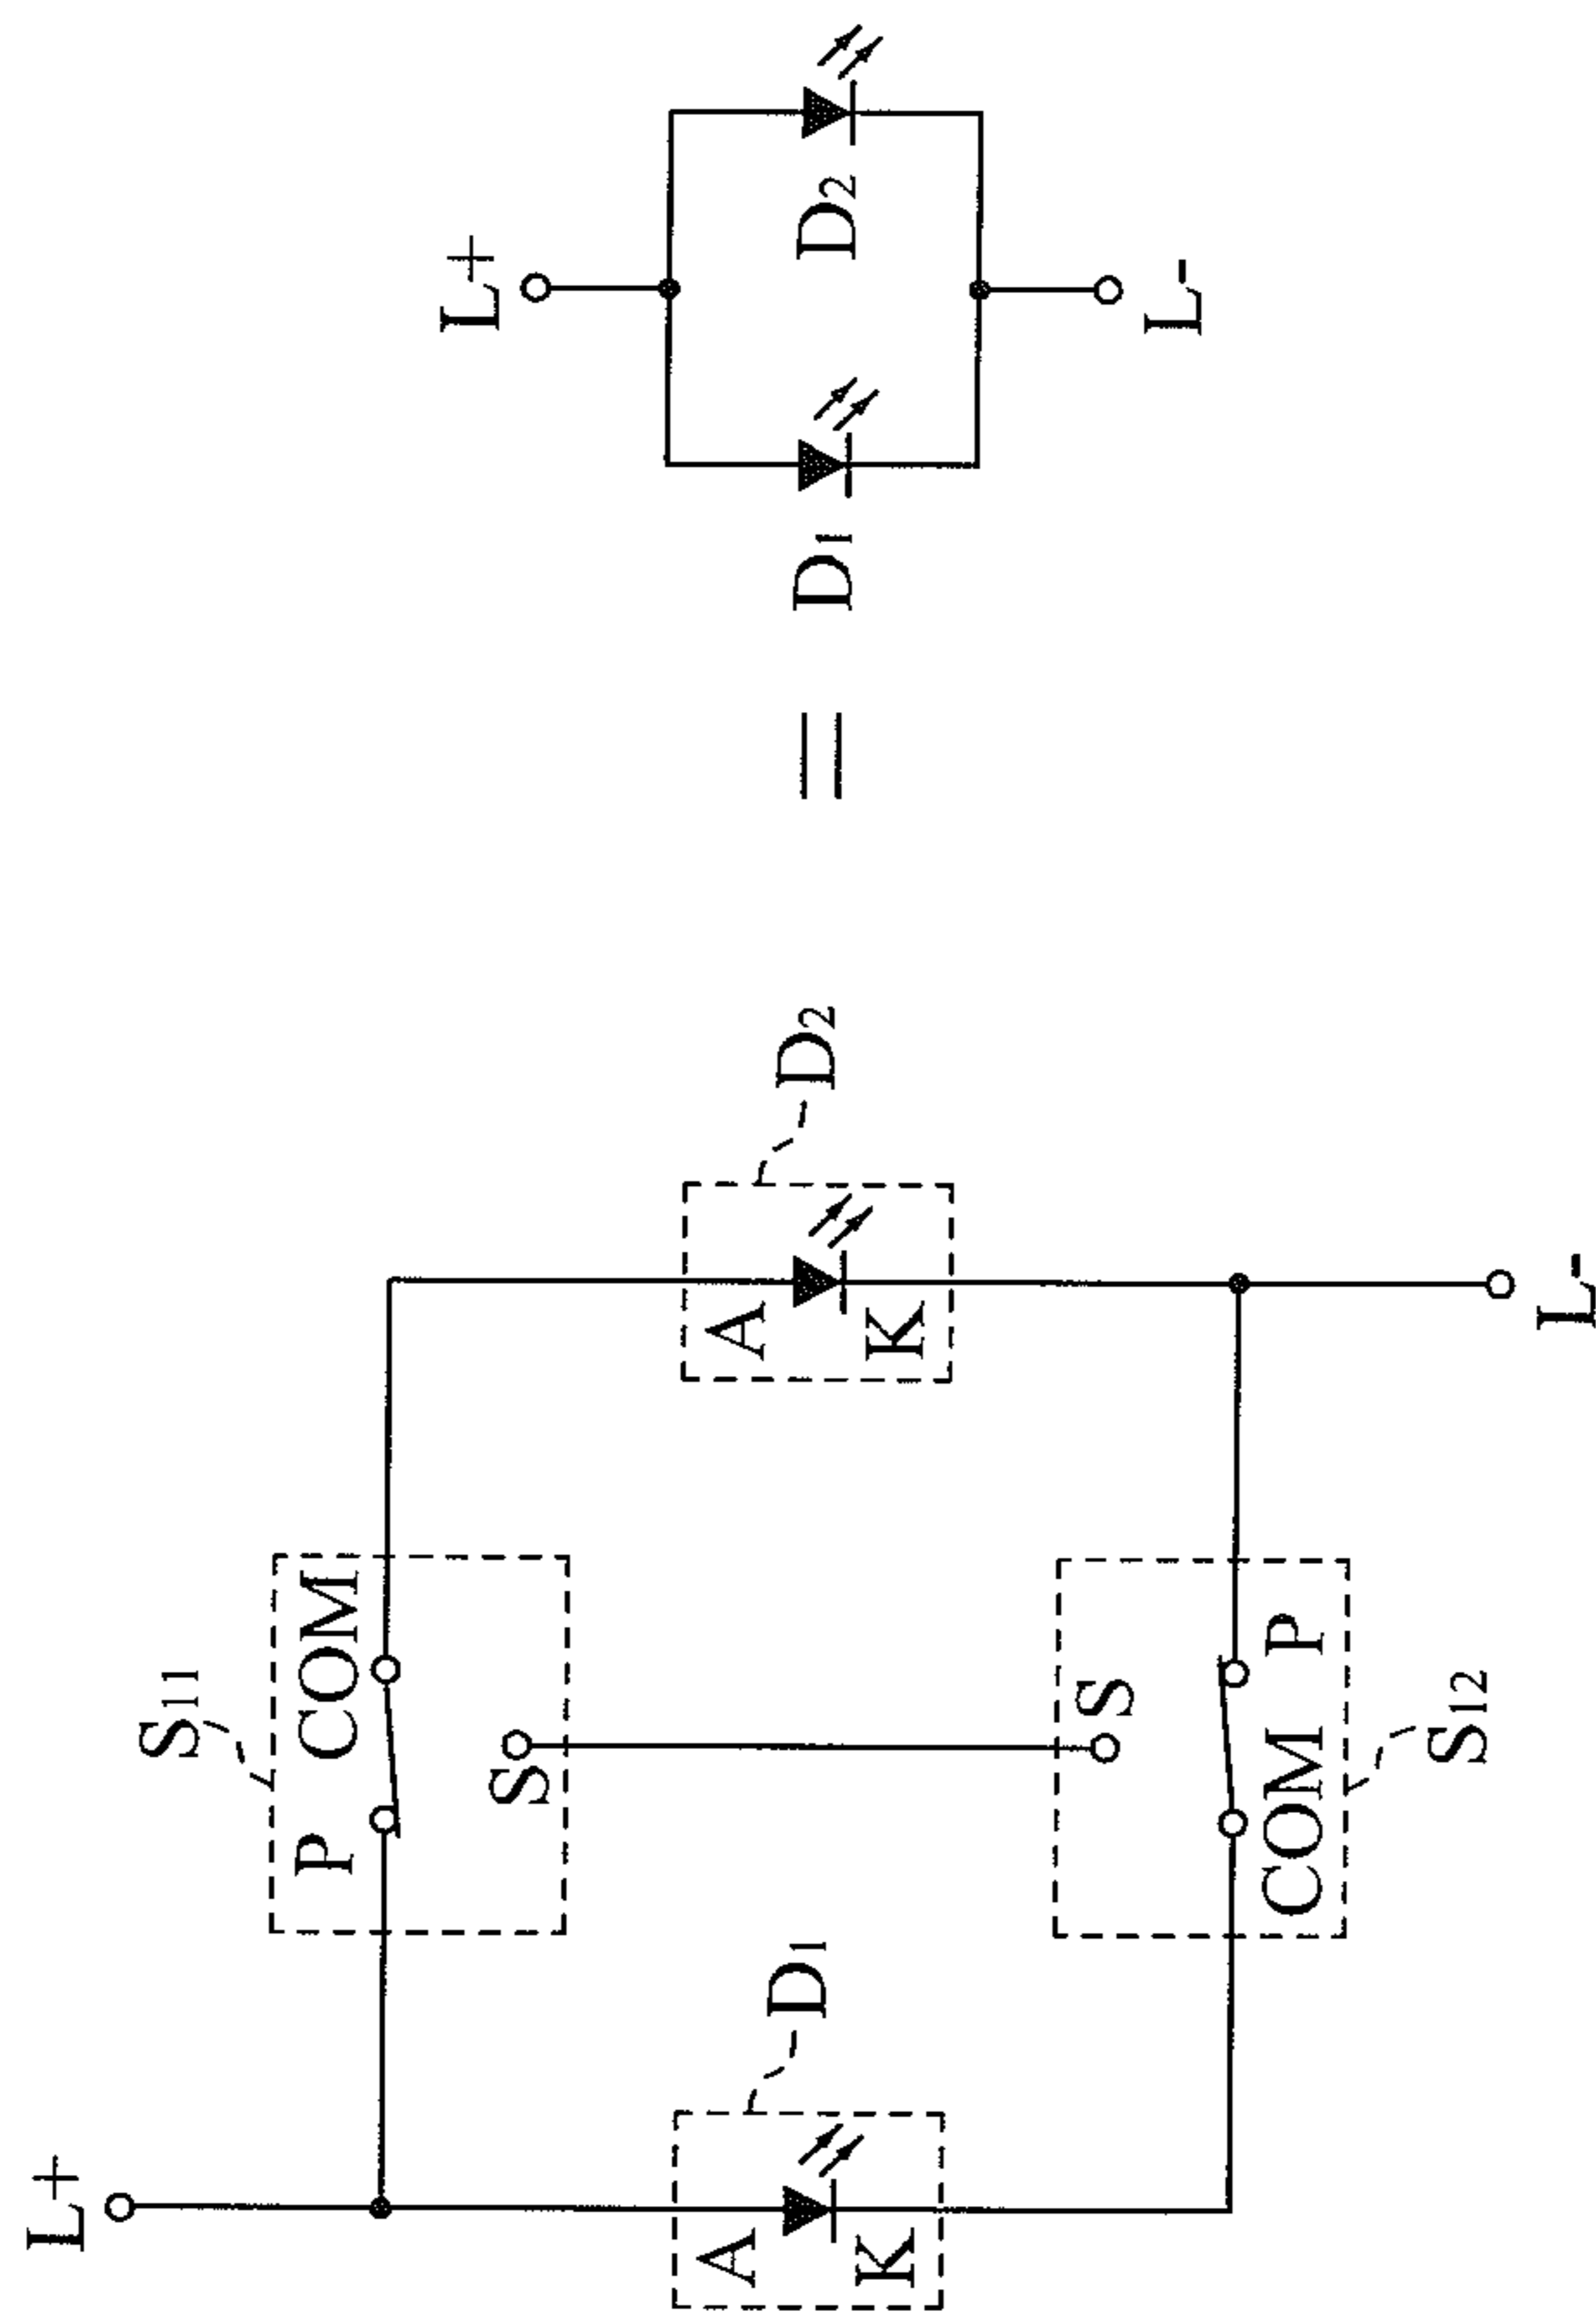 L+
S11
P COM
S
D1
A
K
D2
A
K
S
COM P
S12
L-
=
L+
D1
D2
L-